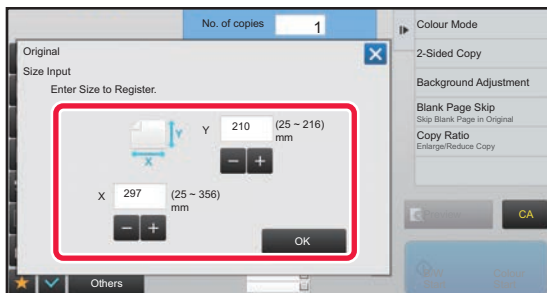 No. of copies 1
Original
Size Input
Enter Size to Register.
Y
X
Y 210 (25 ~ 216)
mm
X 297 (25 ~ 356)
mm
OK
Others
Colour Mode
2-Sided Copy
Background Adjustment
Blank Page Skip
Skip Blank Page in Original
Copy Ratio
Enlarge/Reduce Copy
CA